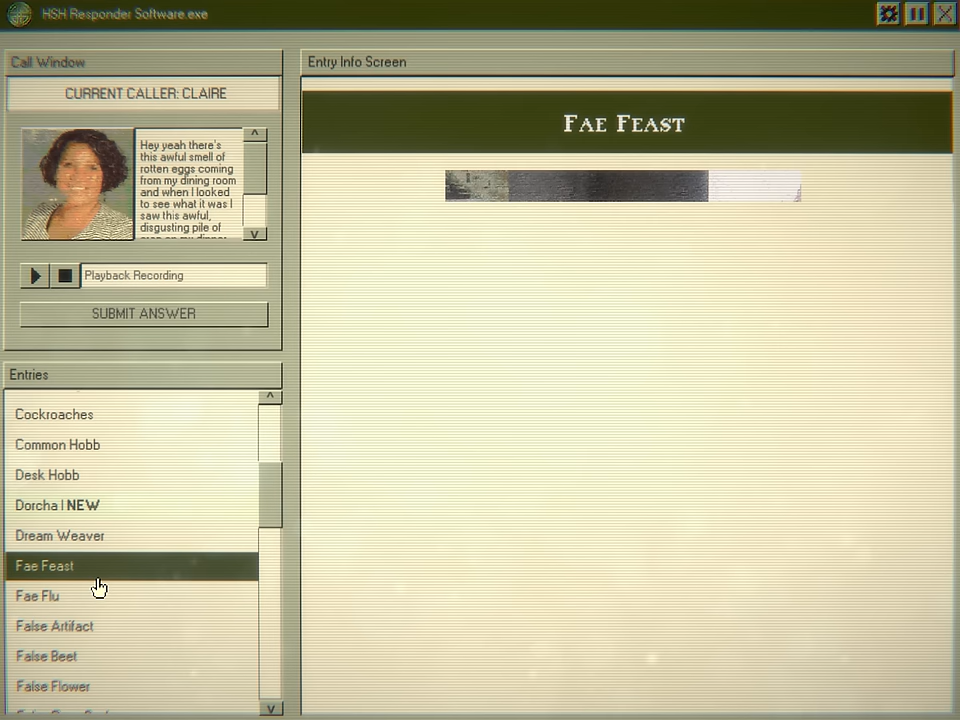 HSH Responder Software.exe
Call Window
CURRENT CALLER: CLAIRE
Hey yeah there's
this awful smell of
rotten eggs coming
from my dining room
and when I looked
to see what it was I
saw this awful,
disgusting pile of
Playback Recording
SUBMIT ANSWER
Entries
Cockroaches
Common Hobb
Desk Hobb
Dorcha | NEW
Dream Weaver
Fae Feast
Fae Flu
False Artifact
False Beet
False Flower
Entry Info Screen
Fae Feast